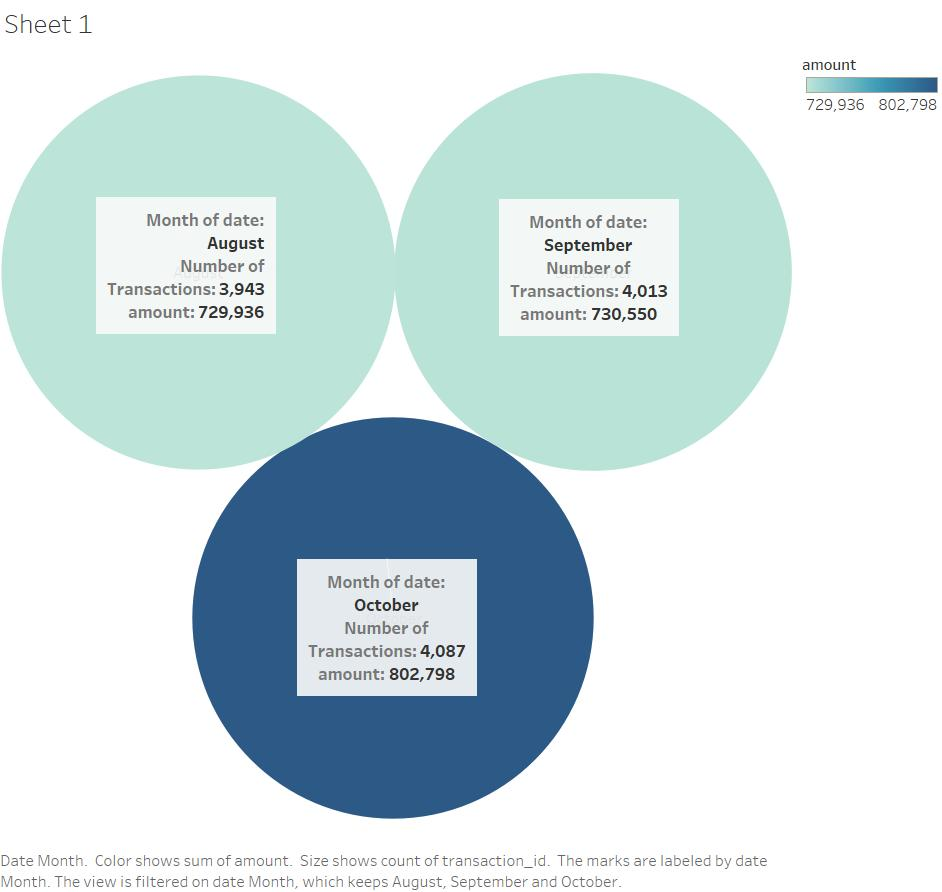 Sheet 1
amount
729,936 802,798
Month of date:
August
Number of
Transactions: 3,943
amount: 729,936
Month of date:
September
Number of
Transactions: 4,013
amount: 730,550
Month of date:
October
Number of
Transactions: 4,087
amount: 802,798
Date Month. Color shows sum of amount. Size shows count of transaction_id. The marks are labeled by date
Month. The view is filtered on date Month, which keeps August, September and October.